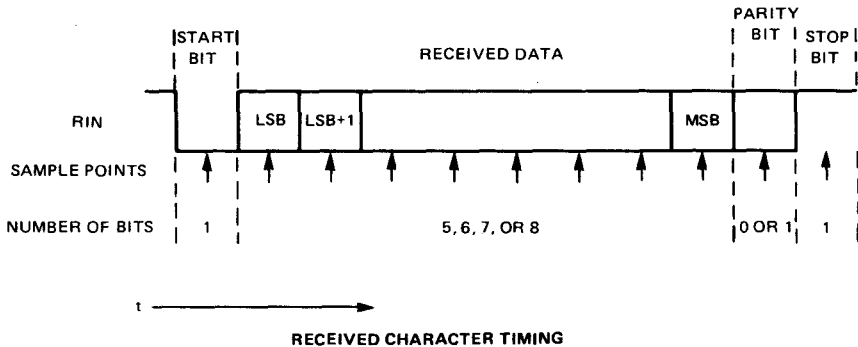 START BIT
RECEIVED DATA
PARITY BIT
STOP BIT
RIN
LSB
LSB+1
MSB
SAMPLE POINTS
NUMBER OF BITS
1
5, 6, 7, OR 8
0 OR 1
1
t
RECEIVED CHARACTER TIMING